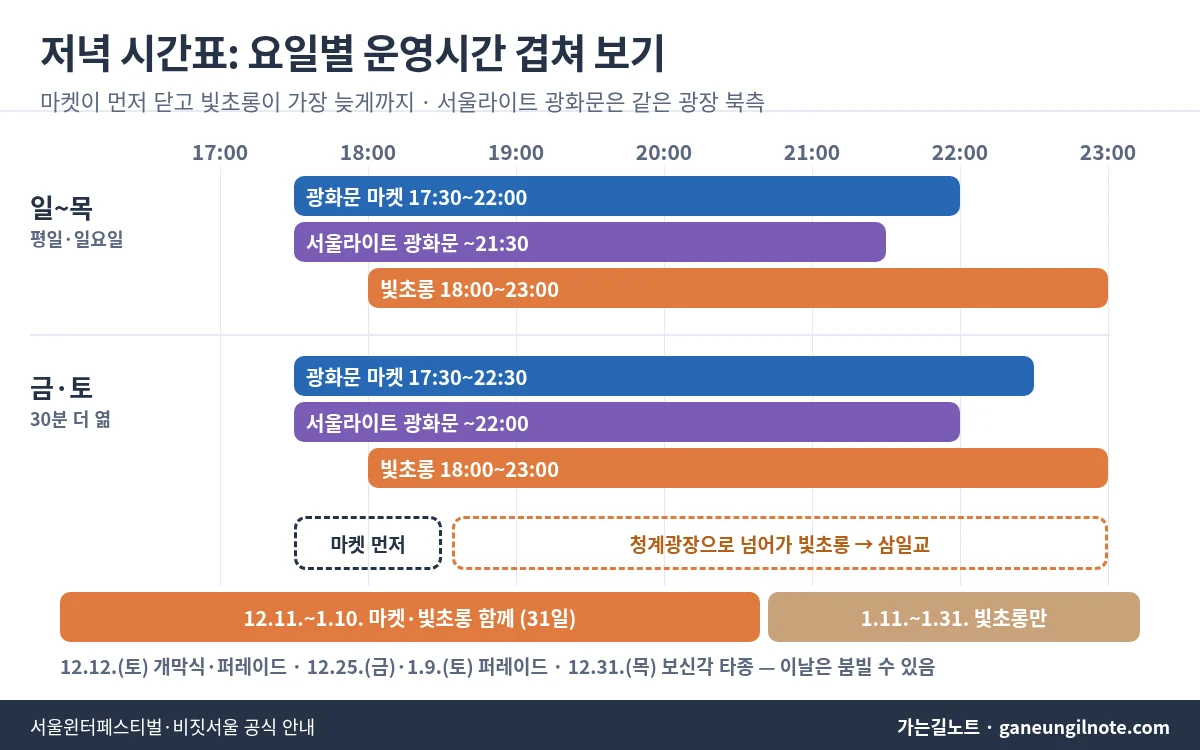 저녁 시간표: 요일별 운영시간 겹쳐 보기
마켓이 먼저 닫고 빛초롱이 가장 늦게까지 · 서울라이트 광화문은 같은 광장 북측
17:00 18:00 19:00 20:00 21:00 22:00 23:00
일~목
평일·일요일
광화문 마켓 17:30~22:00
서울라이트 광화문 ~21:30
빛초롱 18:00~23:00
금·토
30분 더 엶
광화문 마켓 17:30~22:30
서울라이트 광화문 ~22:00
빛초롱 18:00~23:00
마켓 먼저
청계광장으로 넘어가 빛초롱 → 삼일교
12.11.~1.10. 마켓·빛초롱 함께 (31일)
1.11.~1.31. 빛초롱만
12.12.(토) 개막식·퍼레이드 · 12.25.(금)·1.9.(토) 퍼레이드 · 12.31.(목) 보신각 타종 — 이날은 붐빌 수 있음
서울윈터페스티벌·비짓서울 공식 안내
가는길노트 · ganeungilnote.com